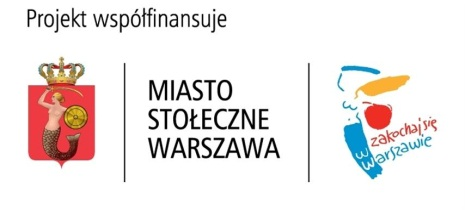 Projekt współfinansuje
MIASTO
STOŁECZNE
WARSZAWA
zakochaj się
w
Warszawie